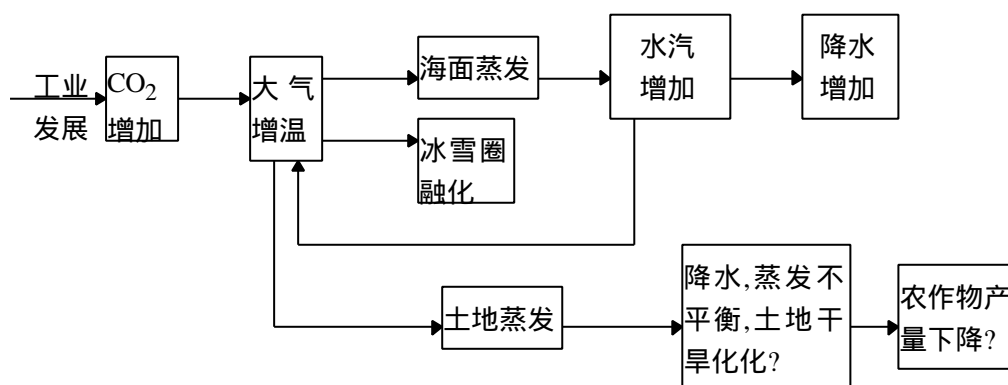 工业
发展
CO2
增加
大气
增温
海面蒸发
水汽
增加
降水
增加
冰雪圈
融化
土地蒸发
降水,蒸发不
平衡,土地干
旱化化?
农作物产
量下降?